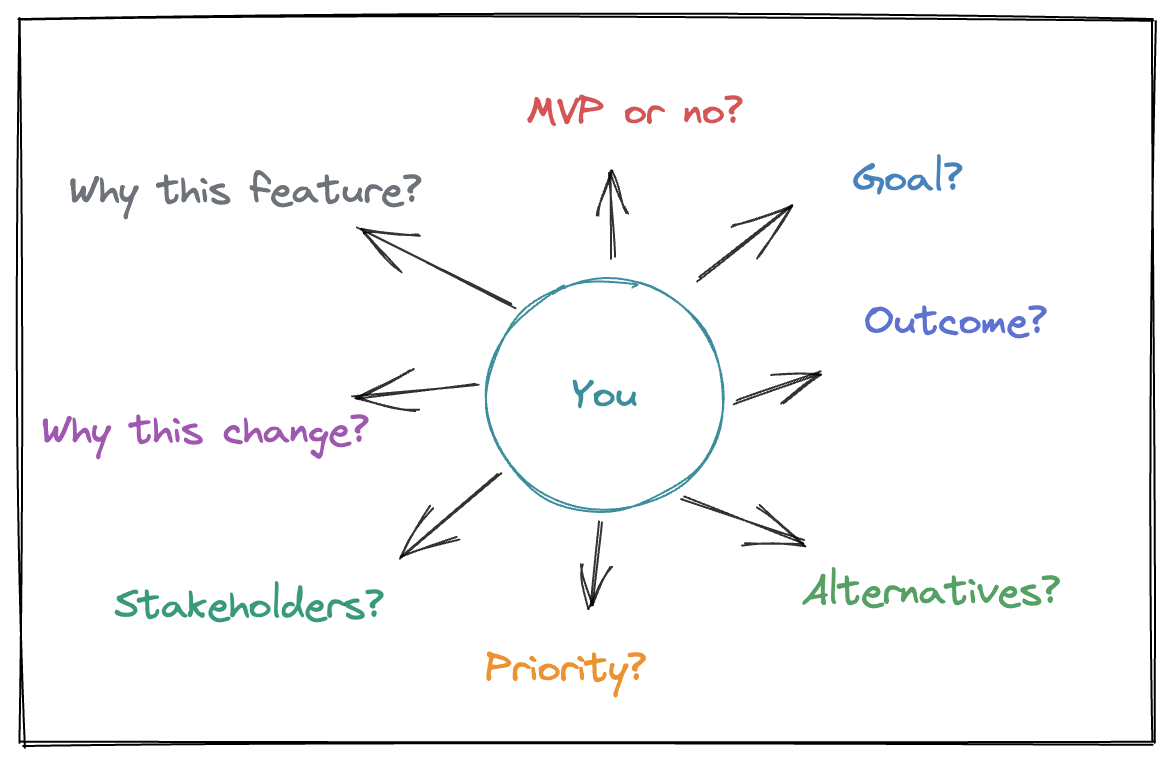 MVP or no?
Why this feature?
Goal?
Outcome?
You
Why this change?
Stakeholders?
Alternatives?
Priority?